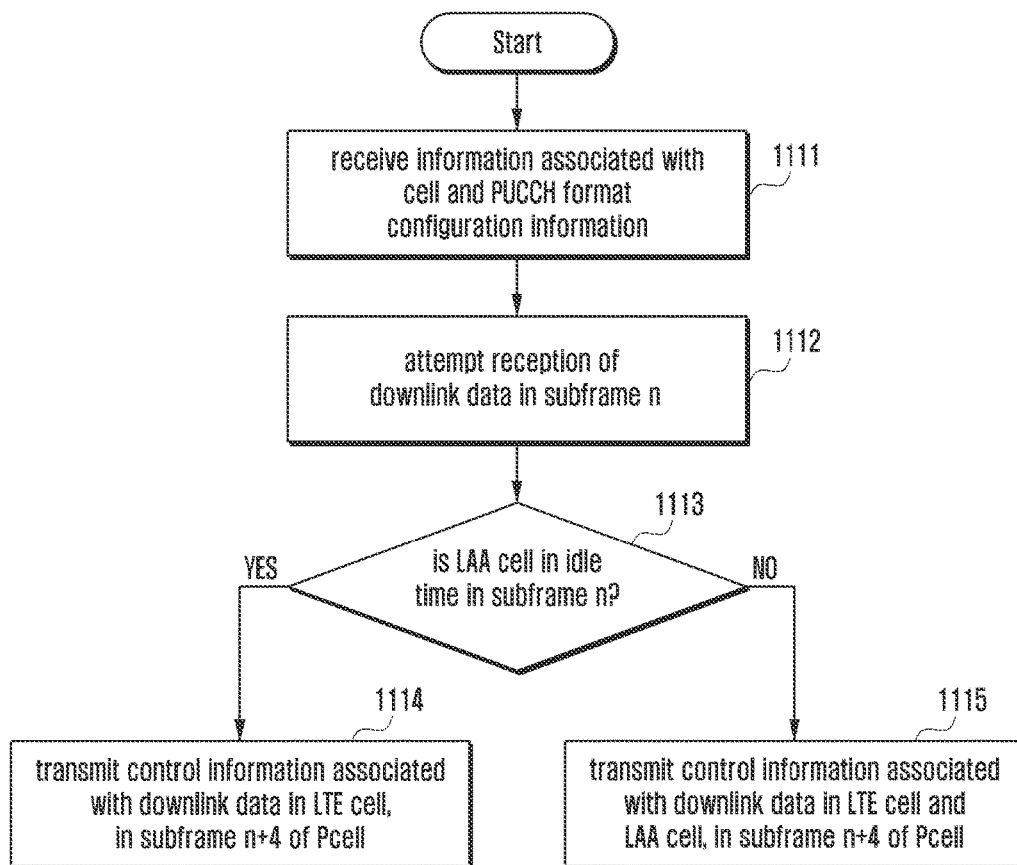 Start
receive information associated with
cell and PUCCH format
configuration information
1111
attempt reception of
downlink data in subframe n
1112
1113
is LAA cell in idle
time in subframe n?
YES
NO
1114
transmit control information associated
with downlink data in LTE cell,
in subframe n+4 of Pcell
1115
transmit control information associated
with downlink data in LTE cell and
LAA cell, in subframe n+4 of Pcell